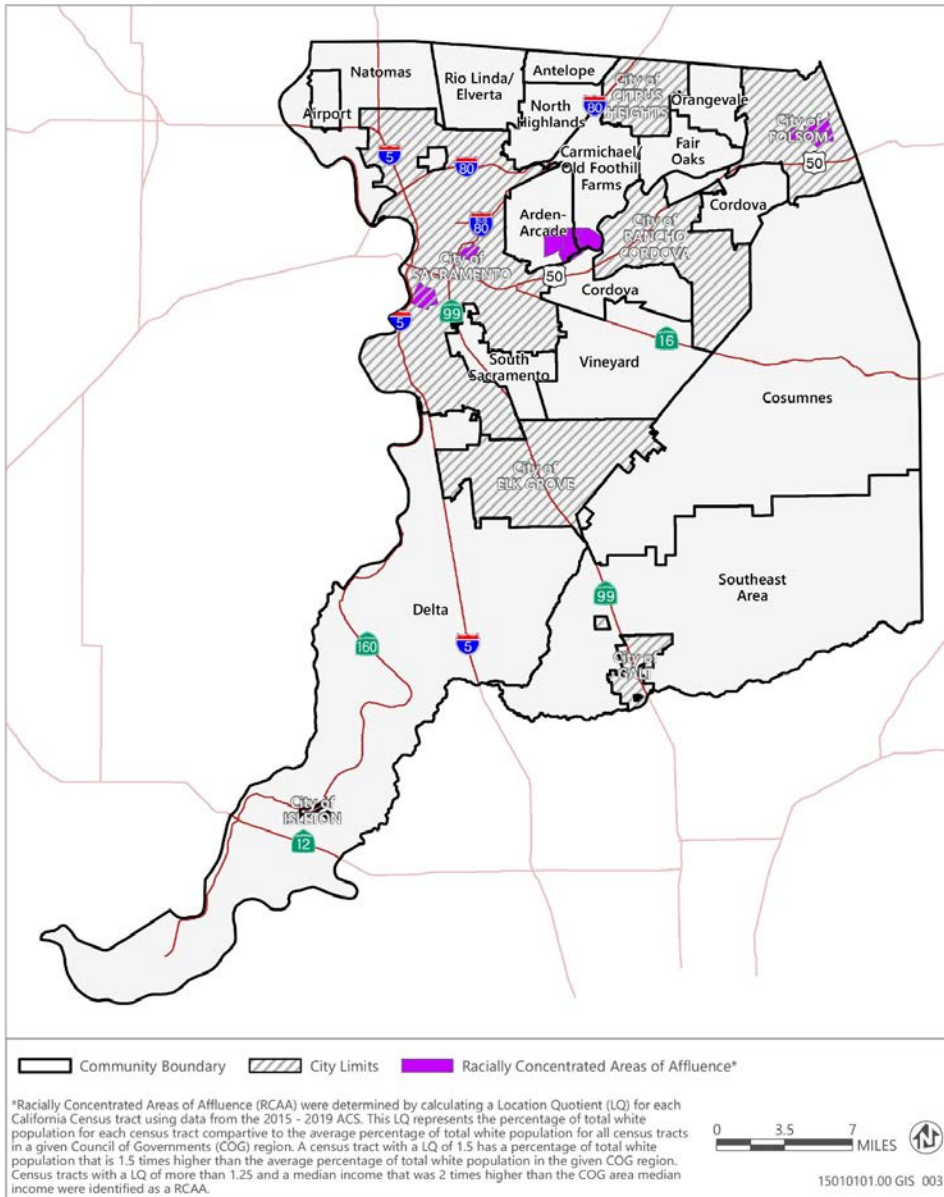 Natomas
Rio Linda/
Elverta
Antelope
City of
CITRUS
HEIGHTS
Airport
North
Highlands
80
Orangevale
City of
FOLSOM
5
80
Carmichael/
Old Foothill
Farms
Fair
Oaks
50
80
Arden-
Arcade
Cordova
City of
RANCHO
CORDOVA
City of
SACRAMENTO
50
Cordova
5
99
16
South
Sacramento
Vineyard
Cosumnes
City of
ELK GROVE
Delta
99
Southeast
Area
160
5
City of
GALT
City of
ISLETON
12
Community Boundary
City Limits
Racially Concentrated Areas of Affluence*
*Racially Concentrated Areas of Affluence (RCAA) were determined by calculating a Location Quotient (LQ) for each
California Census tract using data from the 2015 - 2019 ACS. This LQ represents the percentage of total white
population for each census tract compartive to the average percentage of total white population for all census tracts
in a given Council of Governments (COG) region. A census tract with a LQ of 1.5 has a percentage of total white
population that is 1.5 times higher than the average percentage of total white population in the given COG region.
Census tracts with a LQ of more than 1.25 and a median income that was 2 times higher than the COG area median
income were identified as a RCAA.
0 3.5 7
MILES
N
15010101.00 GIS 003